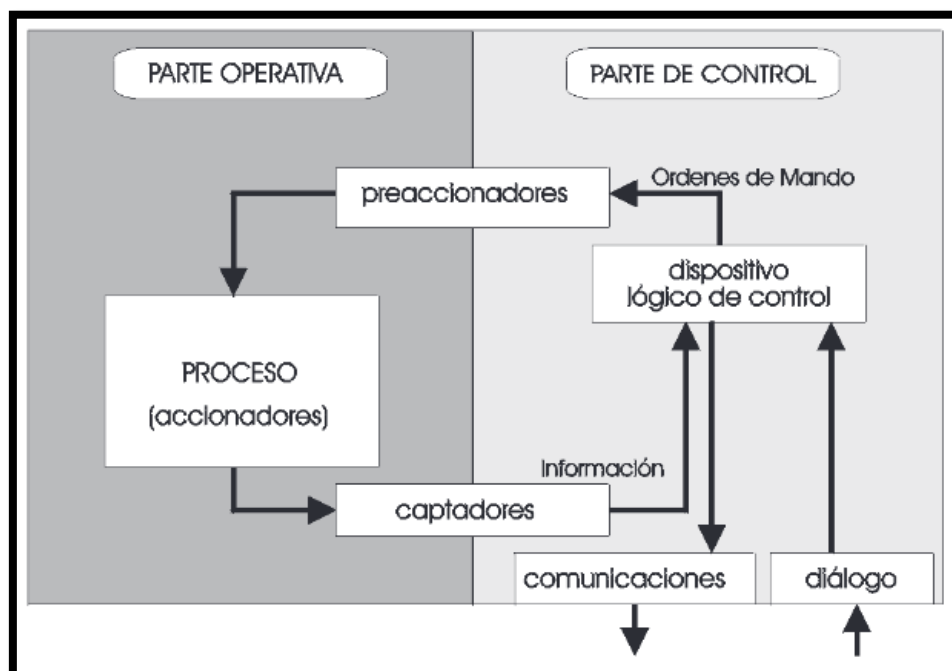 PARTE OPERATIVA
PARTE DE CONTROL
preaccionadores
Ordenes de Mando
dispositivo
lógico de control
PROCESO
(accionadores)
Información
captadores
comunicaciones
diálogo